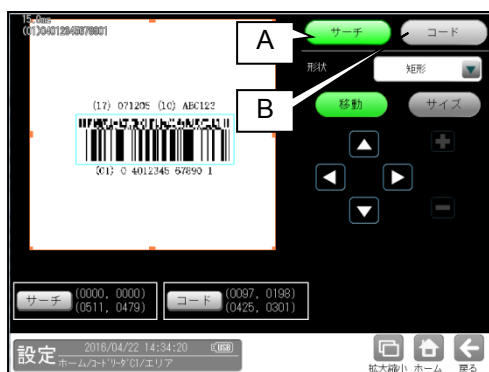 15.0ms
(01)04012345678901
A
サーチ
コード
形状
矩形
B
移動
サイズ
(17) 071205 (10) ABC123
(01) 0 4012345 67890 1
サーチ
(0000, 0000)
(0511, 0479)
コード
(0097, 0198)
(0425, 0301)
設定
2016/04/22 14:34:20
USB
ホーム/コードリーダC1/エリア
拡大縮小
ホーム
戻る